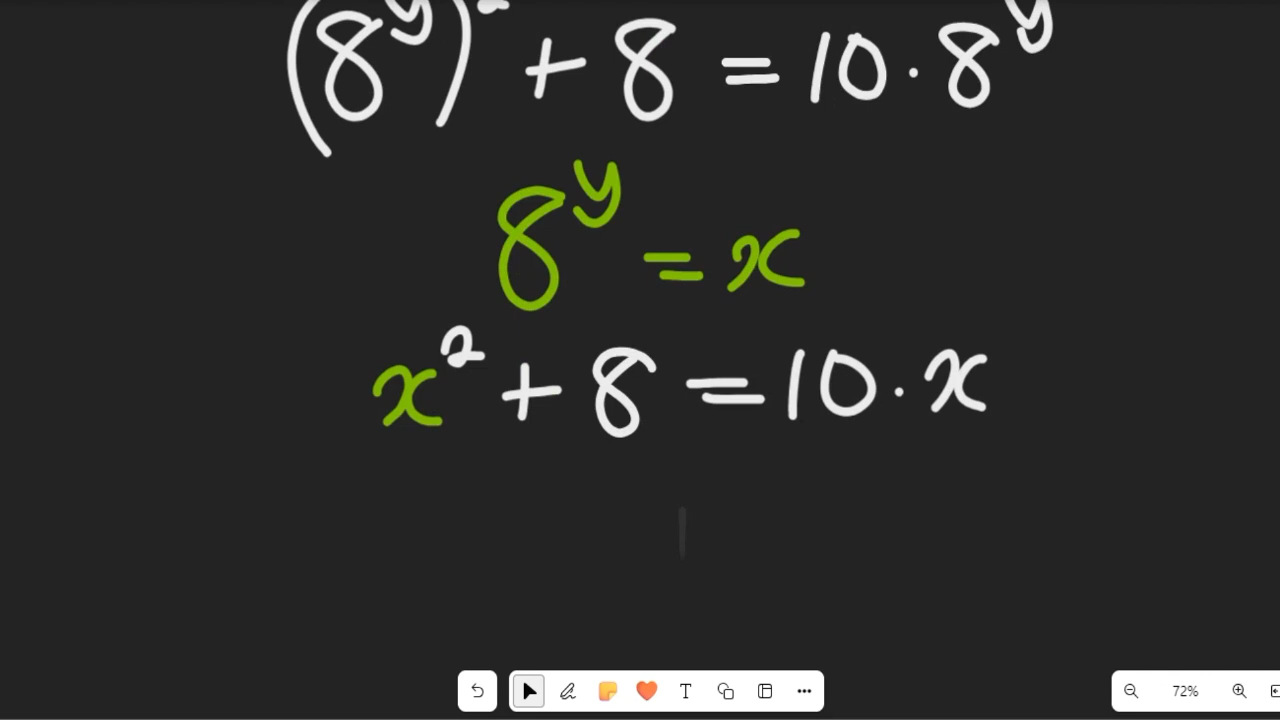 (8^y)^2 + 8 = 10 · 8^y
8^y = x
x^2 + 8 = 10 · x
T
72%